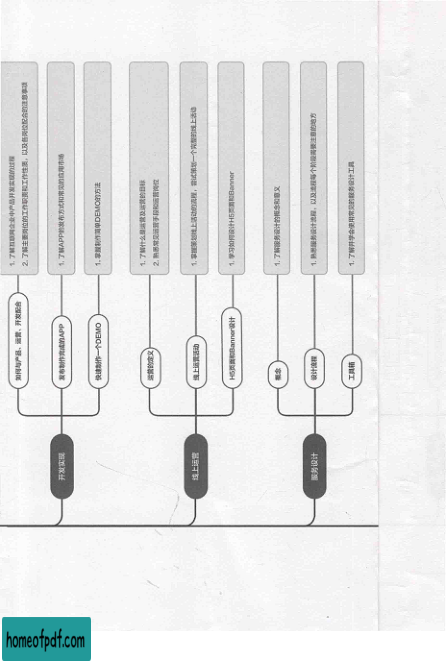 开发实现
如何与产品、运营、开发配合
1. 了解互联网企业中产品开发实现的过程
2. 了解主要岗位的工作职责和工作性质，以及各岗位配合的注意事项
发布制作完成的APP
1. 了解APP的发布方式和常见的应用市场
快速制作一个DEMO
1. 掌握制作简单DEMO的方法
线上运营
运营的定义
1. 了解什么是运营及运营的目标
2. 熟悉常见运营手段和运营岗位
线上运营活动
1. 掌握策划线上活动的流程，尝试策划一个完整的线上活动
H5页面和Banner设计
1. 学习如何设计H5页面和Banner
服务设计
概念
1. 了解服务设计的概念和意义
设计流程
1. 熟悉服务设计流程，以及流程每个阶段需要注意的地方
工具箱
1. 了解并学会使用常见的服务设计工具
homeofpdf.com